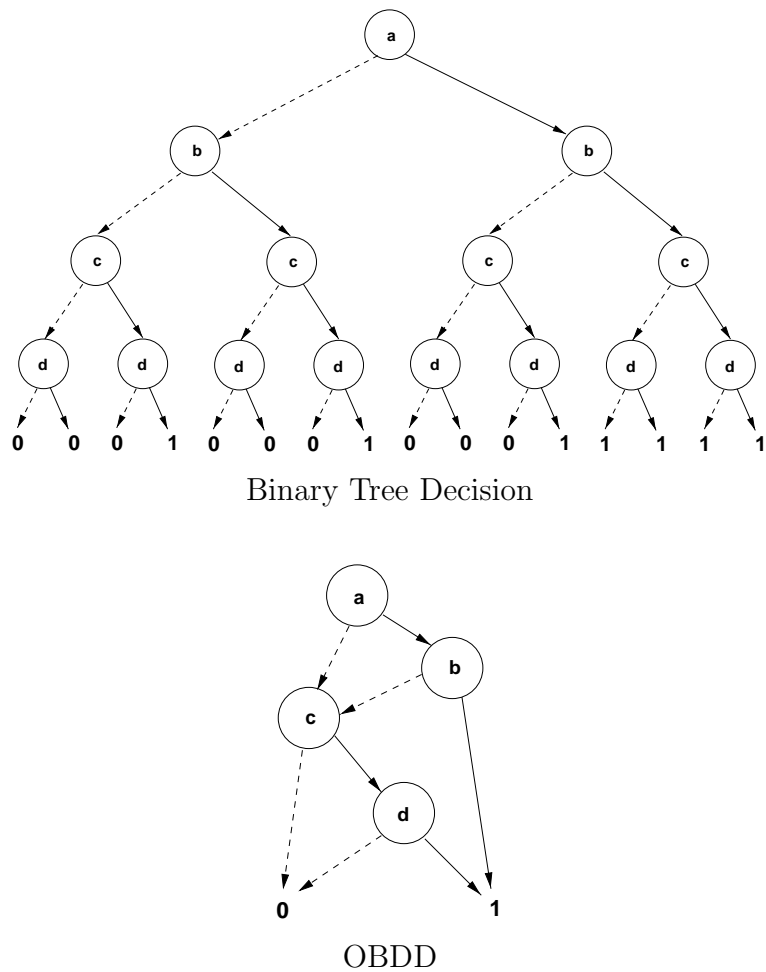 a
b b
c c c c
d d d d d d d d
0 0 0 1 0 0 0 1 0 0 0 1 1 1 1 1
Binary Tree Decision
a
b
c
d
0 1
OBDD